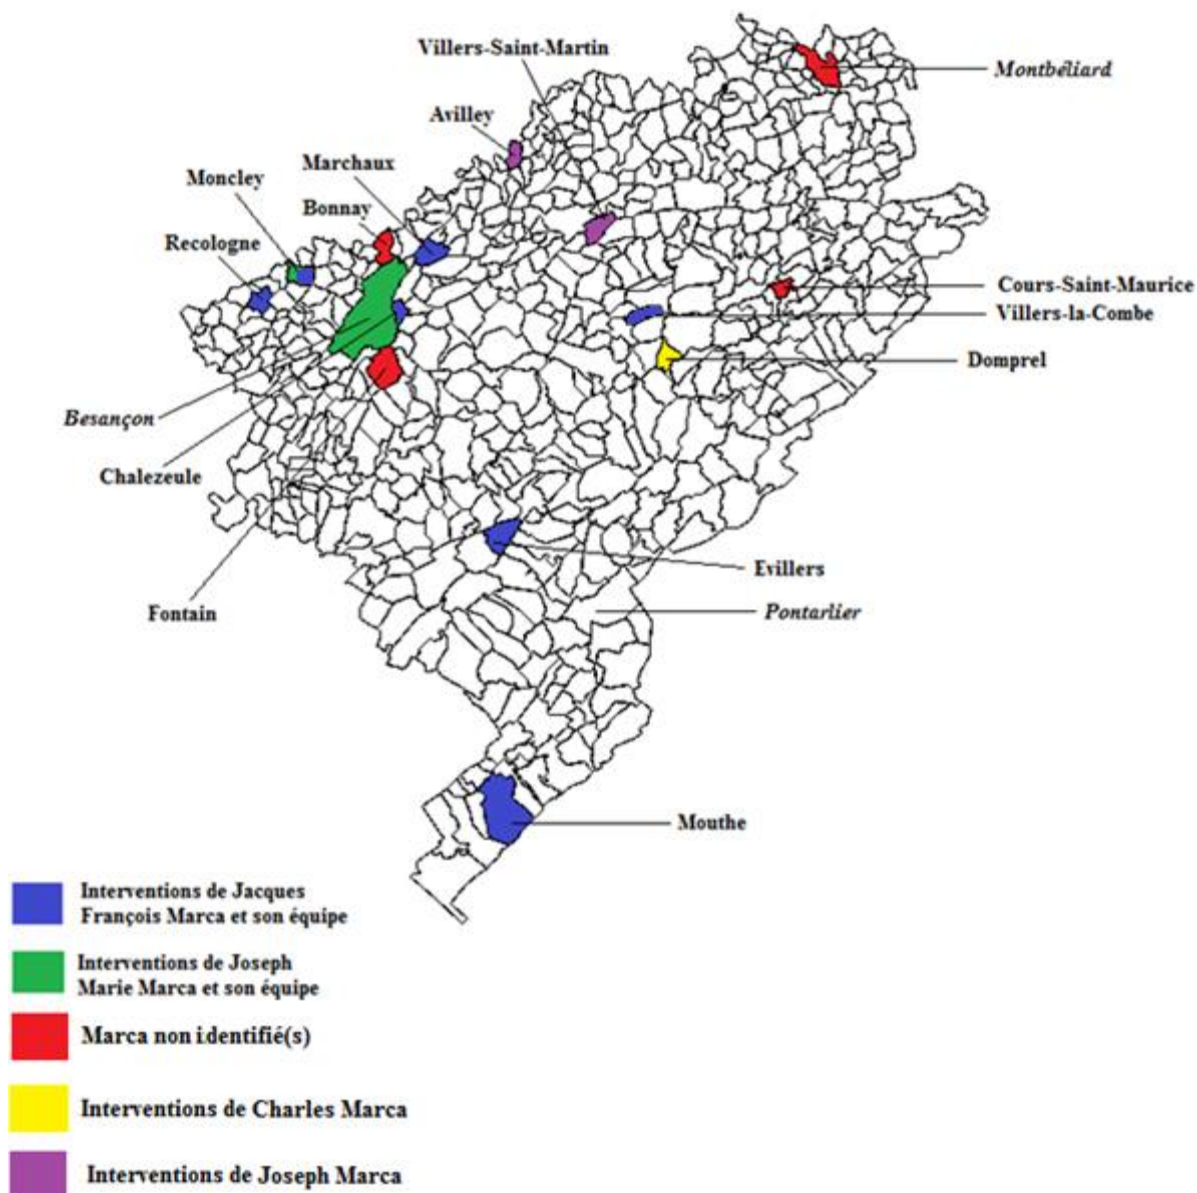 Villers-Saint-Martin
Montbéliard
Avilley
Marchaux
Moncley
Bonnay
Recologne
Cours-Saint-Maurice
Villers-la-Combe
Domprel
Besançon
Chalezeule
Evillers
Fontain
Pontarlier
Mouthe
Interventions de Jacques
François Marca et son équipe
Interventions de Joseph
Marie Marca et son équipe
Marca non identifié(s)
Interventions de Charles Marca
Interventions de Joseph Marca